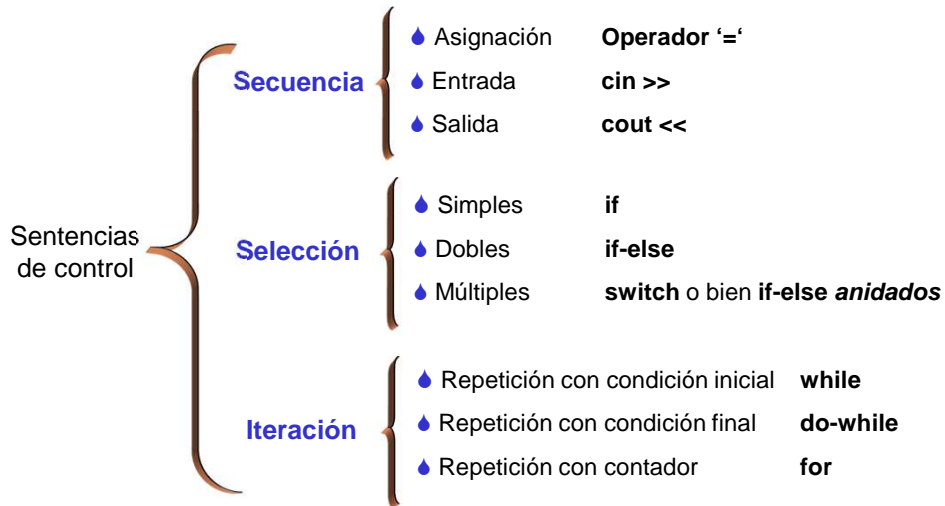 Sentencias
de control
Secuencia
Asignación Operador ‘=‘
Entrada cin >>
Salida cout <<
Selección
Simples if
Dobles if-else
Múltiples switch o bien if-else anidados
Iteración
Repetición con condición inicial while
Repetición con condición final do-while
Repetición con contador for